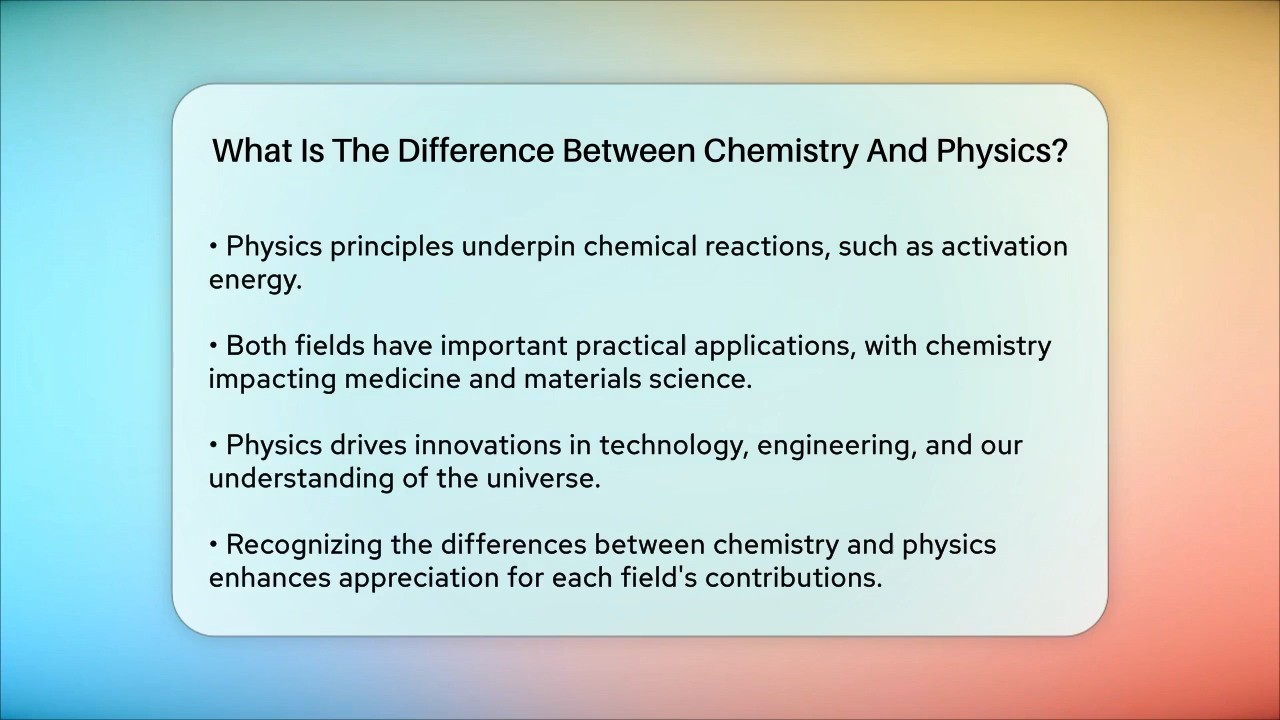 What Is The Difference Between Chemistry And Physics?
• Physics principles underpin chemical reactions, such as activation
energy.
• Both fields have important practical applications, with chemistry
impacting medicine and materials science.
• Physics drives innovations in technology, engineering, and our
understanding of the universe.
• Recognizing the differences between chemistry and physics
enhances appreciation for each field's contributions.